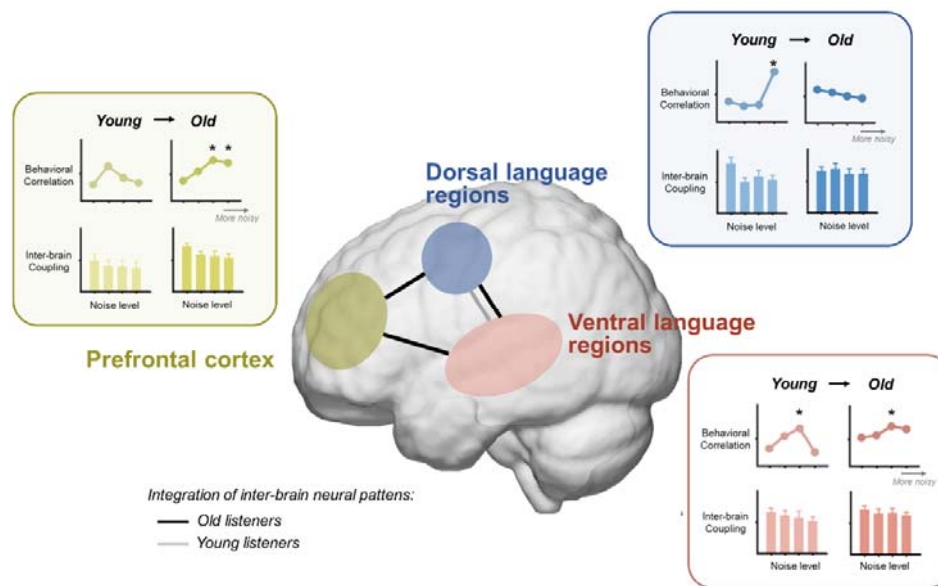 Young → Old
*
Behavioral
Correlation
More noisy
Inter-brain
Coupling
Noise level
Young → Old
* *
Behavioral
Correlation
More noisy
Inter-brain
Coupling
Noise level Noise level
Dorsal language
regions
Ventral language
regions
Prefrontal cortex
Young → Old
* *
Behavioral
Correlation
More noisy
Inter-brain
Coupling
Noise level Noise level
Integration of inter-brain neural pattens:
Old listeners
Young listeners